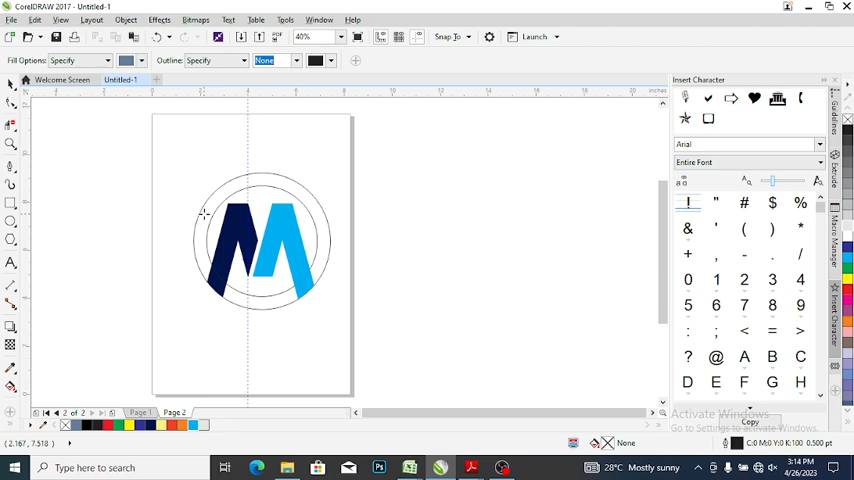 CorelDRAW 2017 - Untitled-1
File Edit View Layout Object Effects Bitmaps Text Table Tools Window Help
40% PDF Snap To Launch
Fill Options: Specify Outline: Specify None
Welcome Screen Untitled-1
inches
Insert Character
Arial
Entire Font
! " # $ %
& ' ( ) *
+ , - . /
0 1 2 3 4
5 6 7 8 9
: ; < = >
? @ A B C
D E F G H
Copy
Guidelines
Extrude
Macro Manager
Insert Character
M
Activate Windows
Go to Settings to activate Windows.
2 of 2 Page 1 Page 2
(2.167, 7.518) None C:0 M:0 Y:0 K:100 0.500 pt
Type here to search
28°C Mostly sunny
3:14 PM
4/26/2023